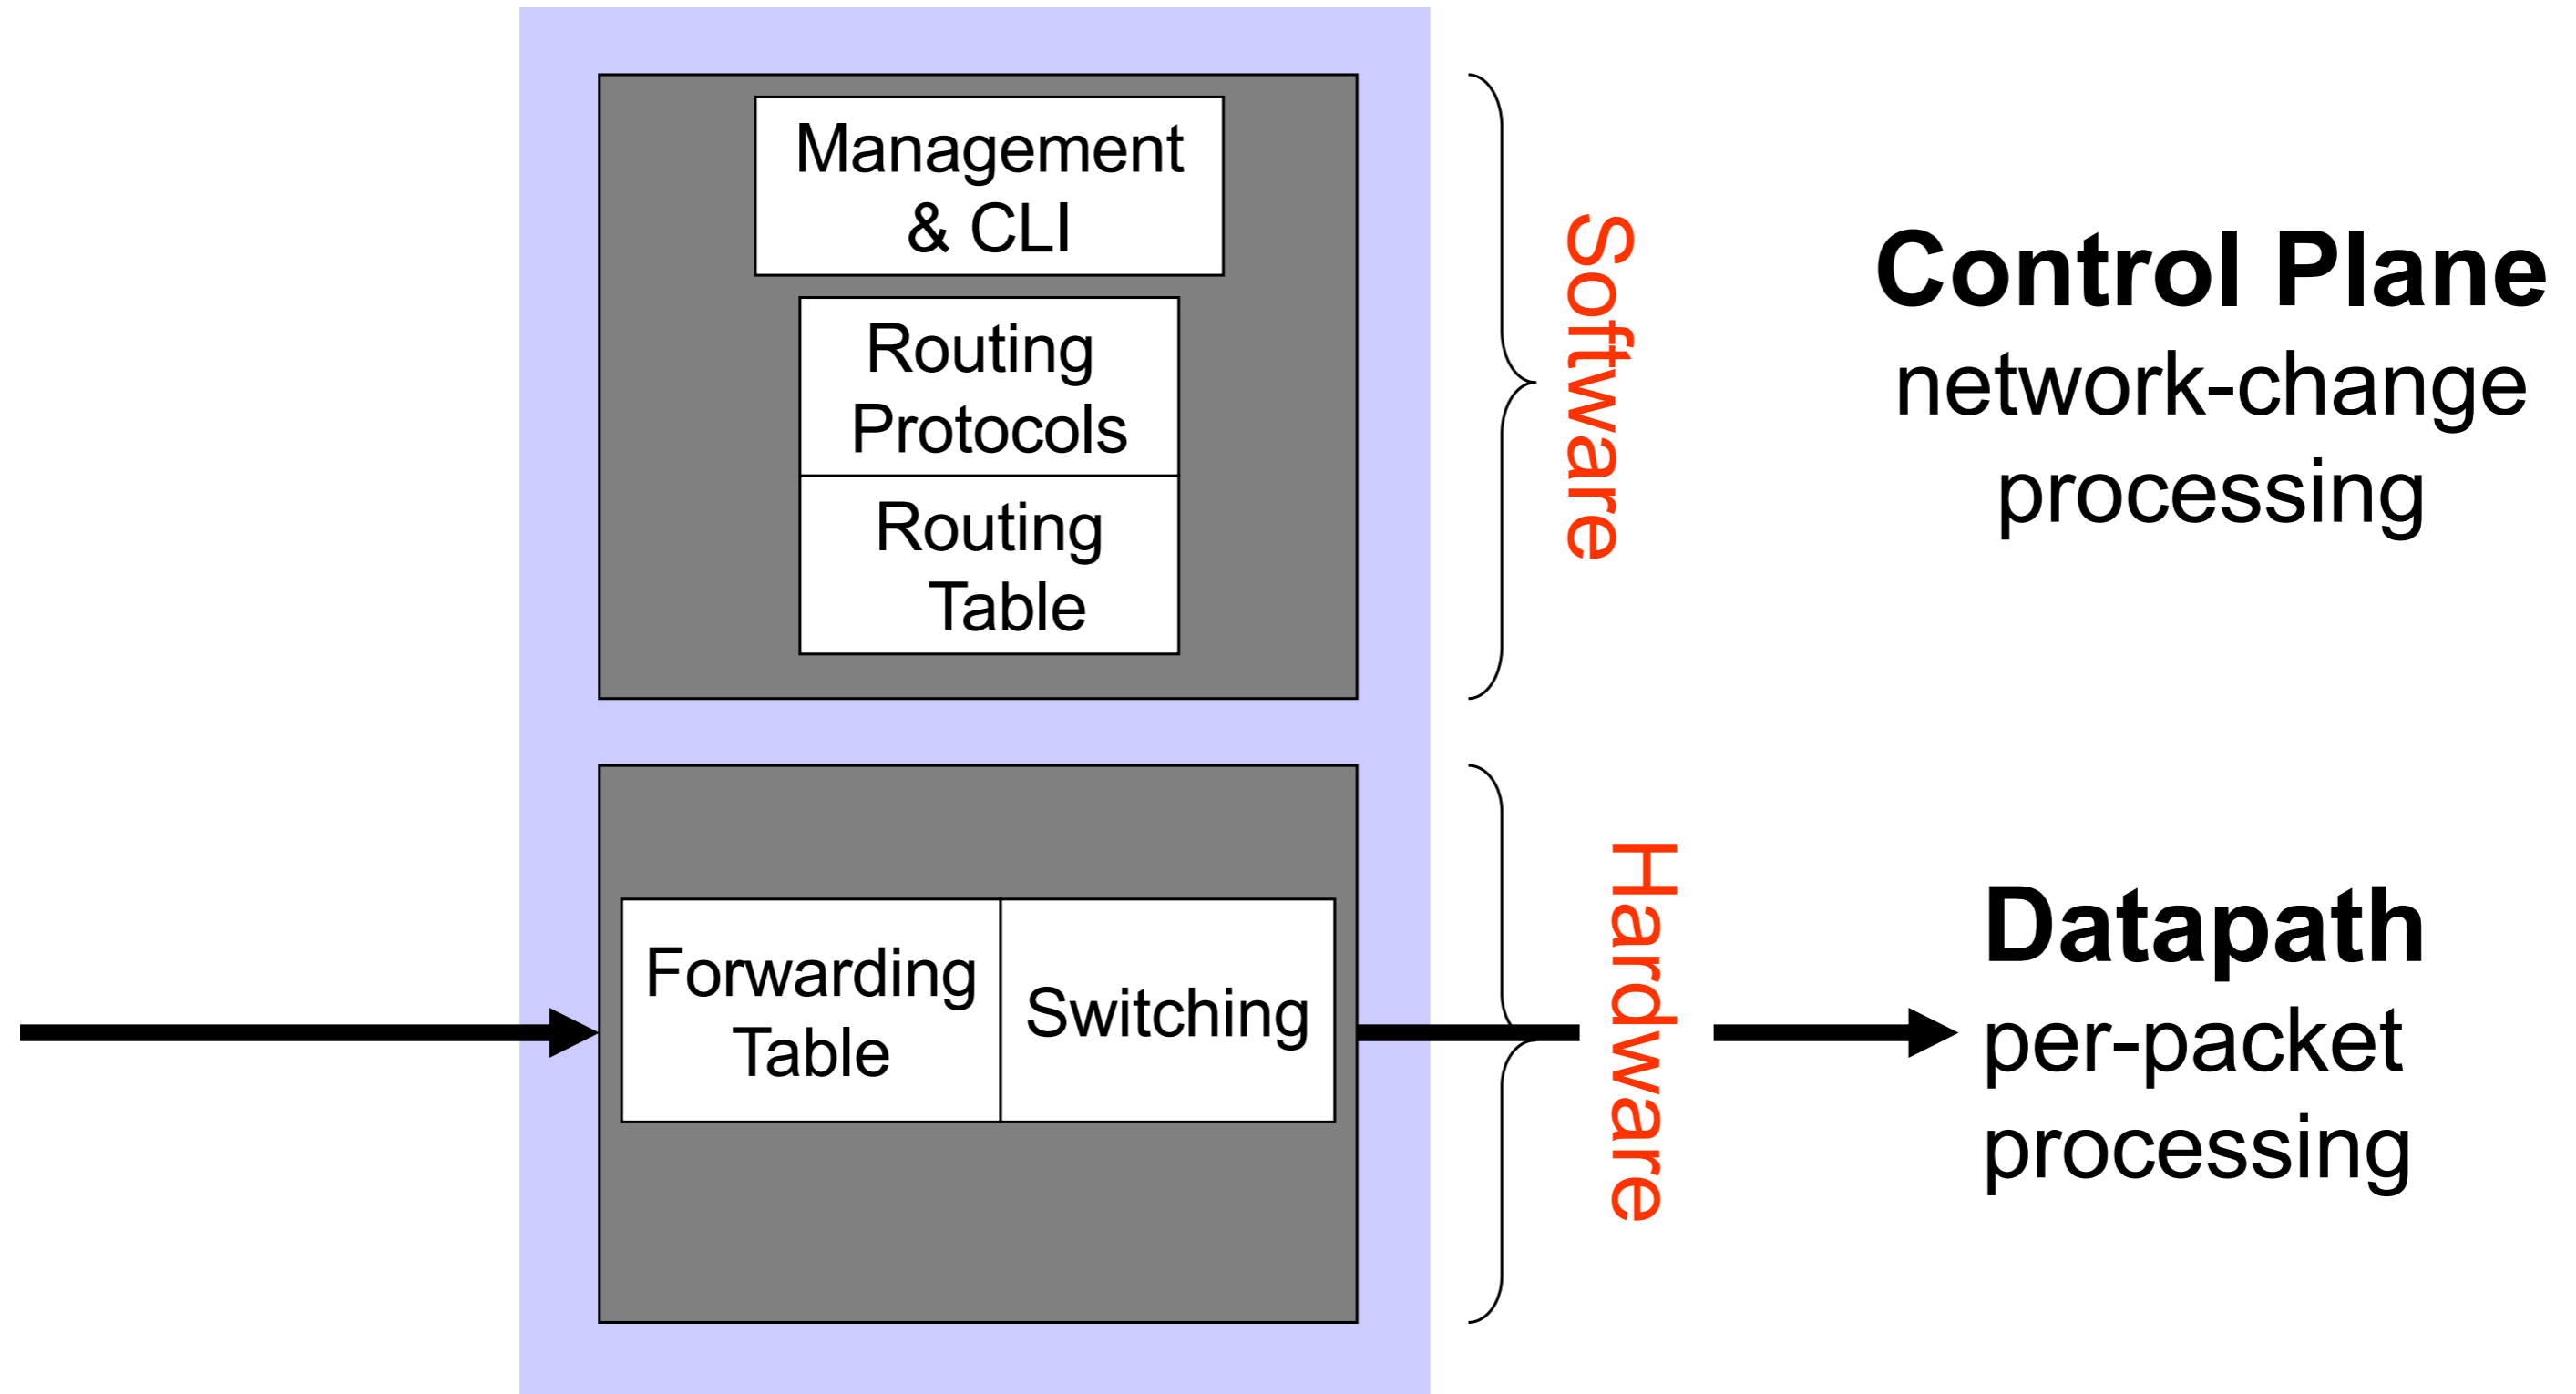 Management
& CLI
Routing
Protocols
Routing
Table
Software
Control Plane
network-change
processing
Forwarding
Table
Switching
Hardware
Datapath
per-packet
processing